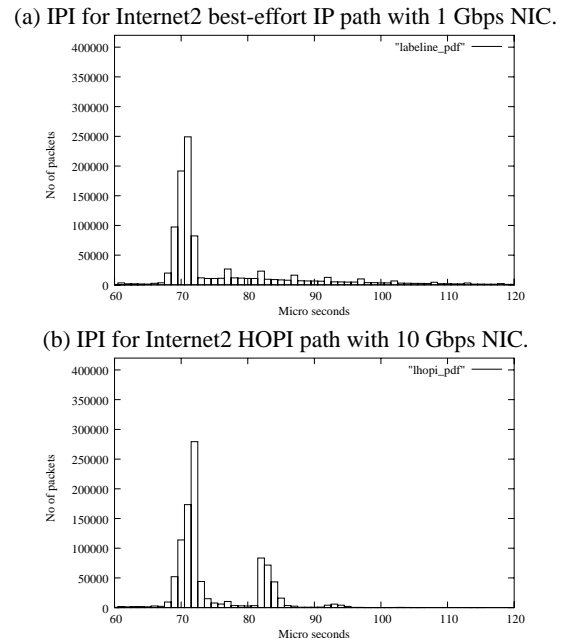 (a) IPI for Internet2 best-effort IP path with 1 Gbps NIC.
"labeline_pdf"
No of packets
400000
350000
300000
250000
200000
150000
100000
50000
0
60 70 80 90 100 110 120
Micro seconds
(b) IPI for Internet2 HOPI path with 10 Gbps NIC.
"lhopi_pdf"
No of packets
400000
350000
300000
250000
200000
150000
100000
50000
0
60 70 80 90 100 110 120
Micro seconds